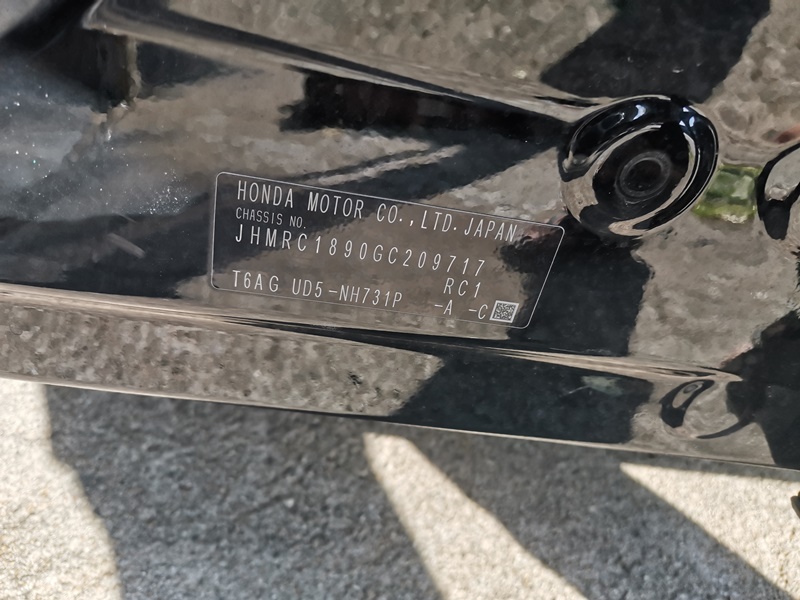 HONDA MOTOR CO.,LTD.JAPAN
CHASSIS NO.
JHMRC1890GC209717
RC1
T6AG UD5-NH731P -A -C